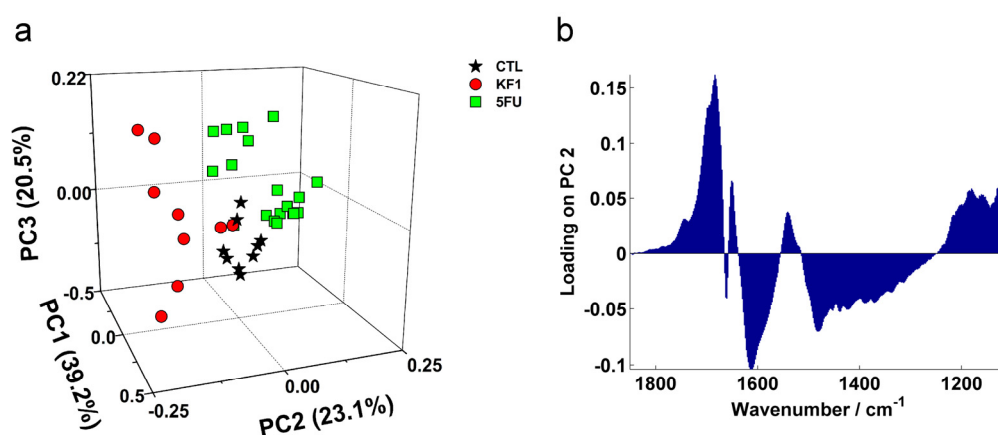 a
b
CTL
KF1
5FU
0.22
0.00
-0.5
0.0
0.5
-0.25
0.00
0.25
PC3 (20.5%)
PC1 (39.2%)
PC2 (23.1%)
0.15
0.1
0.05
0
-0.05
-0.1
Loading on PC 2
1800
1600
1400
1200
Wavenumber / cm⁻¹